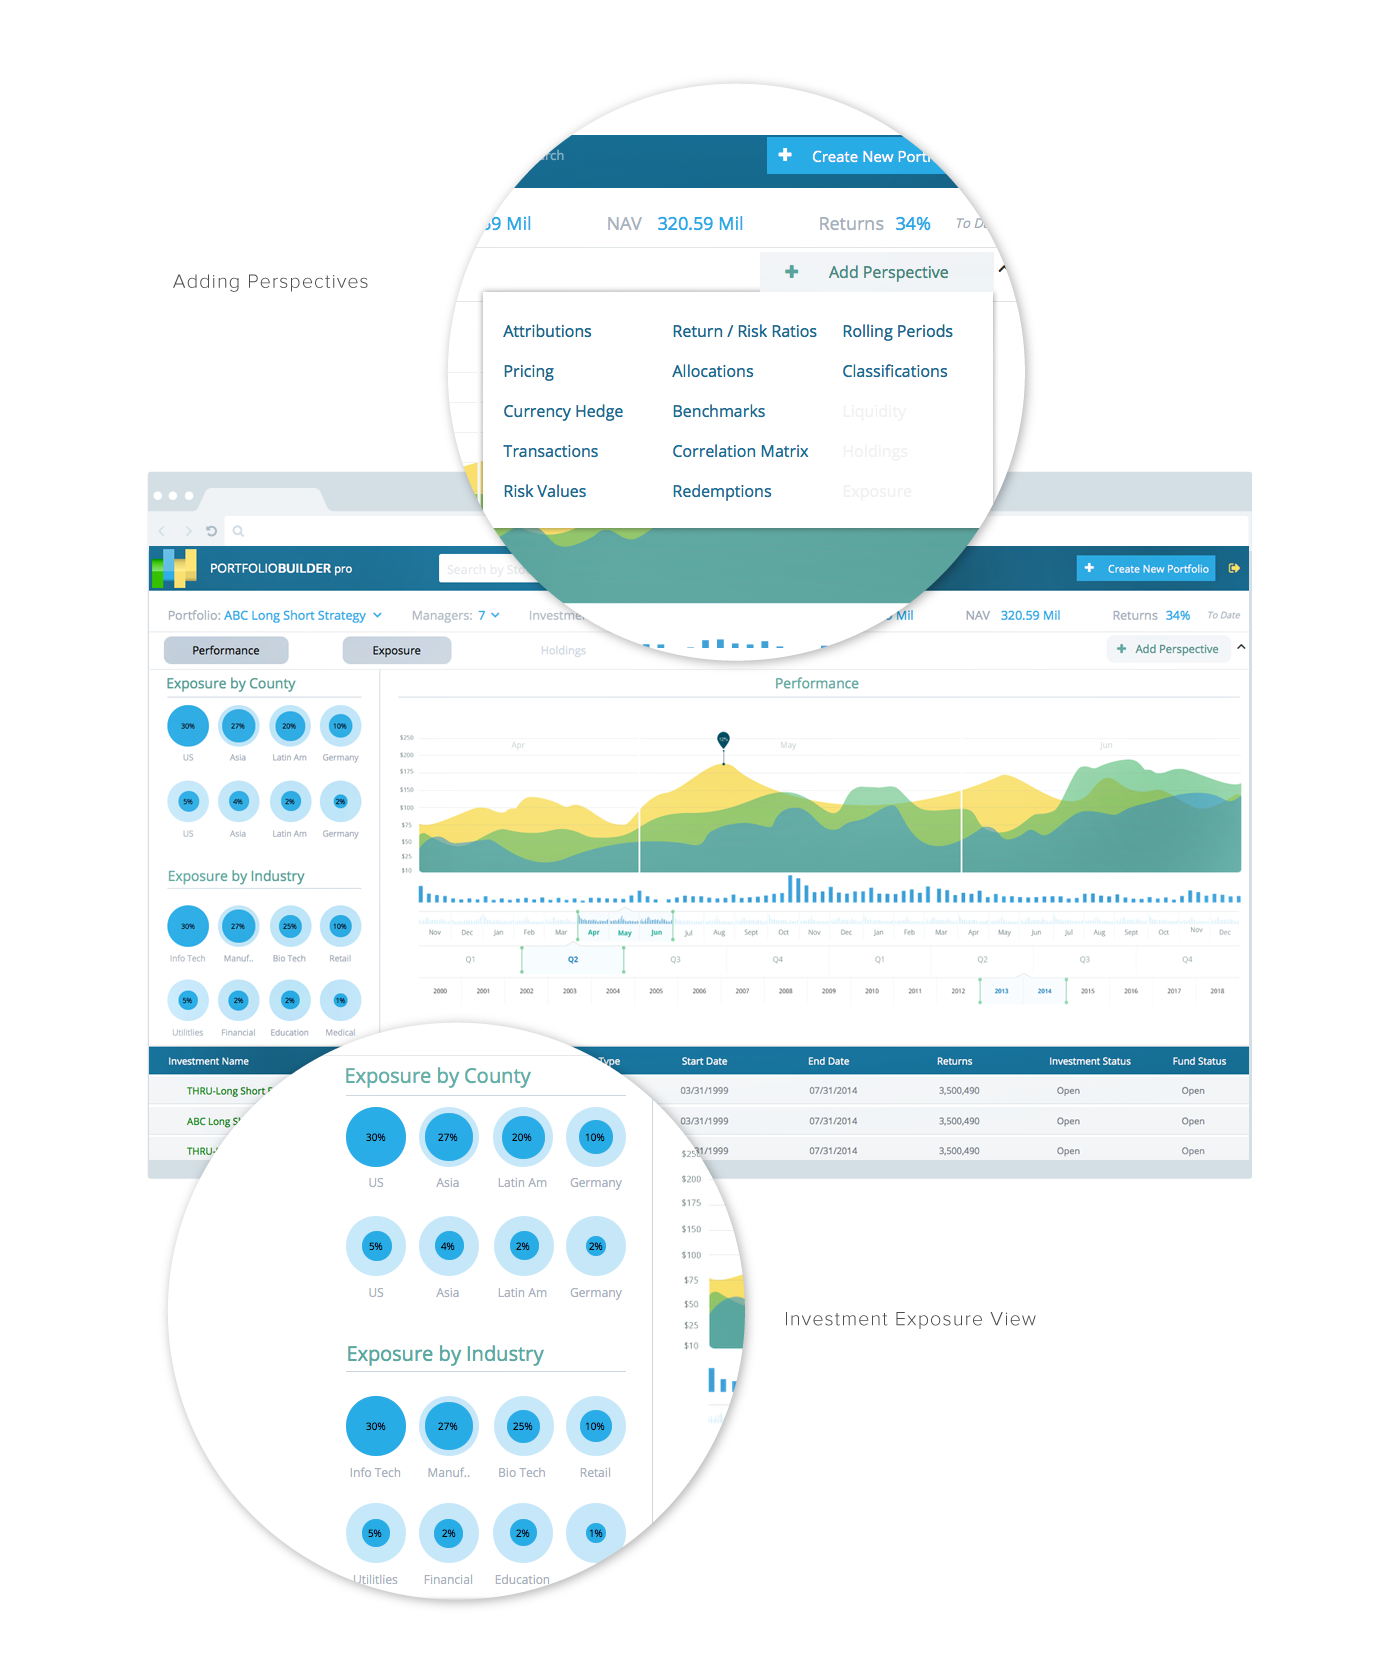 arch
Create New Portf
59 Mil NAV 320.59 Mil Returns 34% To Da
Add Perspective
Adding Perspectives
Attributions Return / Risk Ratios Rolling Periods
Pricing Allocations Classifications
Currency Hedge Benchmarks Liquidity
Transactions Correlation Matrix Holdings
Risk Values Redemptions Exposure
PORTFOLIOBUILDER pro Search by Sto Create New Portfolio
Portfolio: ABC Long Short Strategy Managers: 7 Investme Mil NAV 320.59 Mil Returns 34% To Date
Performance Exposure Holdings Add Perspective
Exposure by County
30% 27% 20% 10%
US Asia Latin Am Germany
5% 4% 2% 2%
US Asia Latin Am Germany
Exposure by Industry
30% 27% 25% 10%
Info Tech Manuf.. Bio Tech Retail
5% 2% 2% 1%
Utilitlies Financial Education Medical
Performance
12%
Apr May Jun
$250
$200
$175
$150
$100
$75
$50
$25
$10
Nov Dec Jan Feb Mar Apr May Jun Jul Aug Sept Oct Nov Dec Jan Feb Mar Apr May Jun Jul Aug Sept Oct Nov Dec
Q1 Q2 Q3 Q4 Q1 Q2 Q3 Q4
2000 2001 2002 2003 2004 2005 2006 2007 2008 2009 2010 2011 2012 2013 2014 2015 2016 2017 2018
Investment Name Type Start Date End Date Returns Investment Status Fund Status
THRU-Long Short F 03/31/1999 07/31/2014 3,500,490 Open Open
ABC Long Sh 03/31/1999 07/31/2014 3,500,490 Open Open
THRU- 31/1999 07/31/2014 3,500,490 Open Open
Exposure by County
30% 27% 20% 10%
US Asia Latin Am Germany
5% 4% 2% 2%
US Asia Latin Am Germany
Exposure by Industry
30% 27% 25% 10%
Info Tech Manuf.. Bio Tech Retail
5% 2% 2% 1%
Utilitlies Financial Education
$250
$200
$175
$150
$100
$75
$50
$25
$10
Investment Exposure View